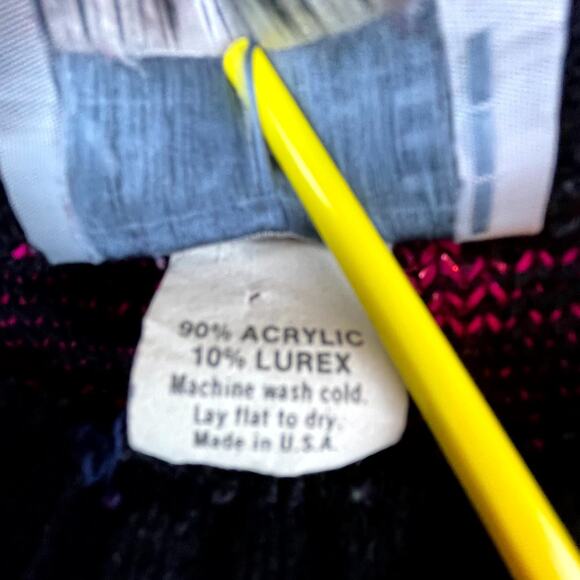 90% ACRYLIC
10% LUREX
Machine wash cold.
Lay flat to dry.
Made in U.S.A.